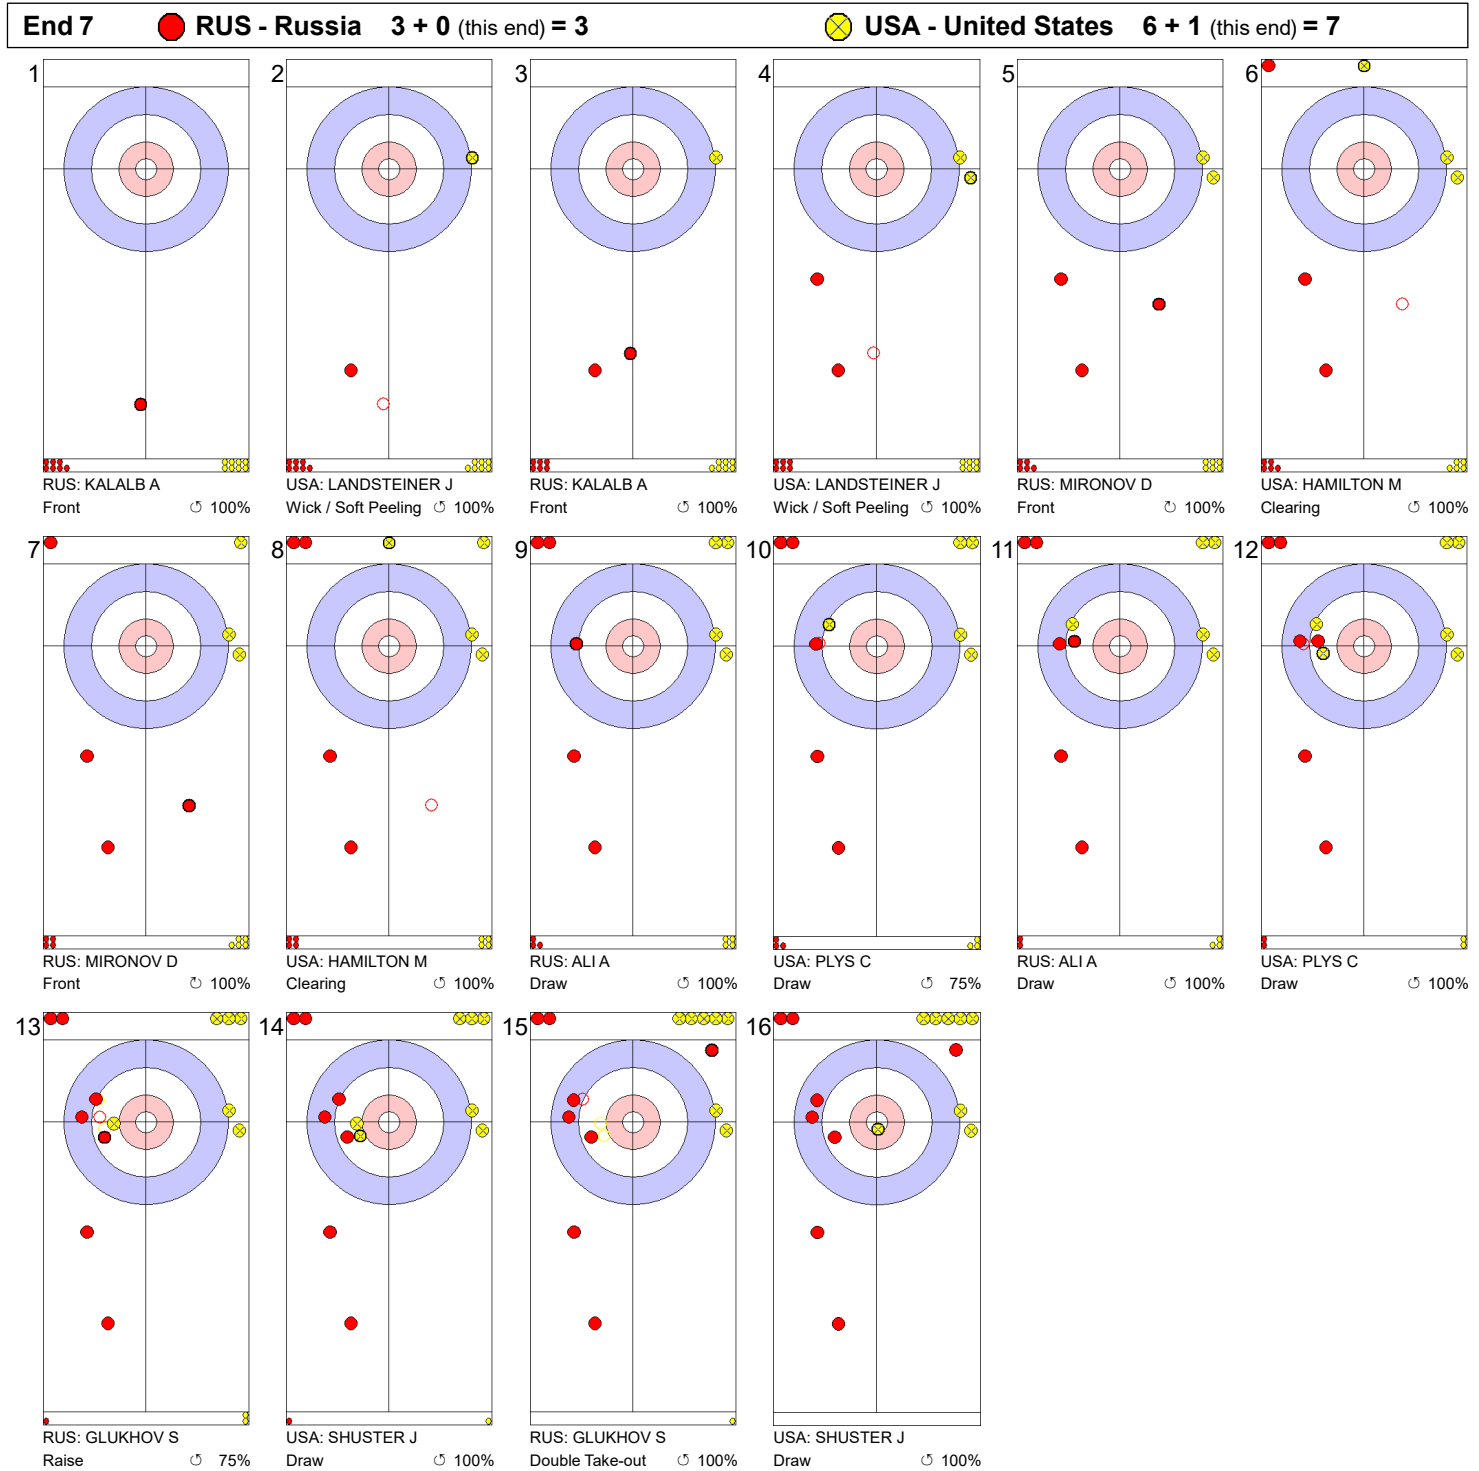 End 7 RUS - Russia 3 + 0 (this end) = 3 USA - United States 6 + 1 (this end) = 7
1 2 3 4 5 6
RUS: KALALB A USA: LANDSTEINER J RUS: KALALB A USA: LANDSTEINER J RUS: MIRONOV D USA: HAMILTON M
Front ↺ 100% Wick / Soft Peeling ↺ 100% Front ↺ 100% Wick / Soft Peeling ↺ 100% Front ↻ 100% Clearing ↺ 100%
7 8 9 10 11 12
RUS: MIRONOV D USA: HAMILTON M RUS: ALI A USA: PLYS C RUS: ALI A USA: PLYS C
Front ↻ 100% Clearing ↺ 100% Draw ↺ 100% Draw ↺ 75% Draw ↺ 100% Draw ↺ 100%
13 14 15 16
RUS: GLUKHOV S USA: SHUSTER J RUS: GLUKHOV S USA: SHUSTER J
Raise ↺ 75% Draw ↺ 100% Double Take-out ↺ 100% Draw ↺ 100%